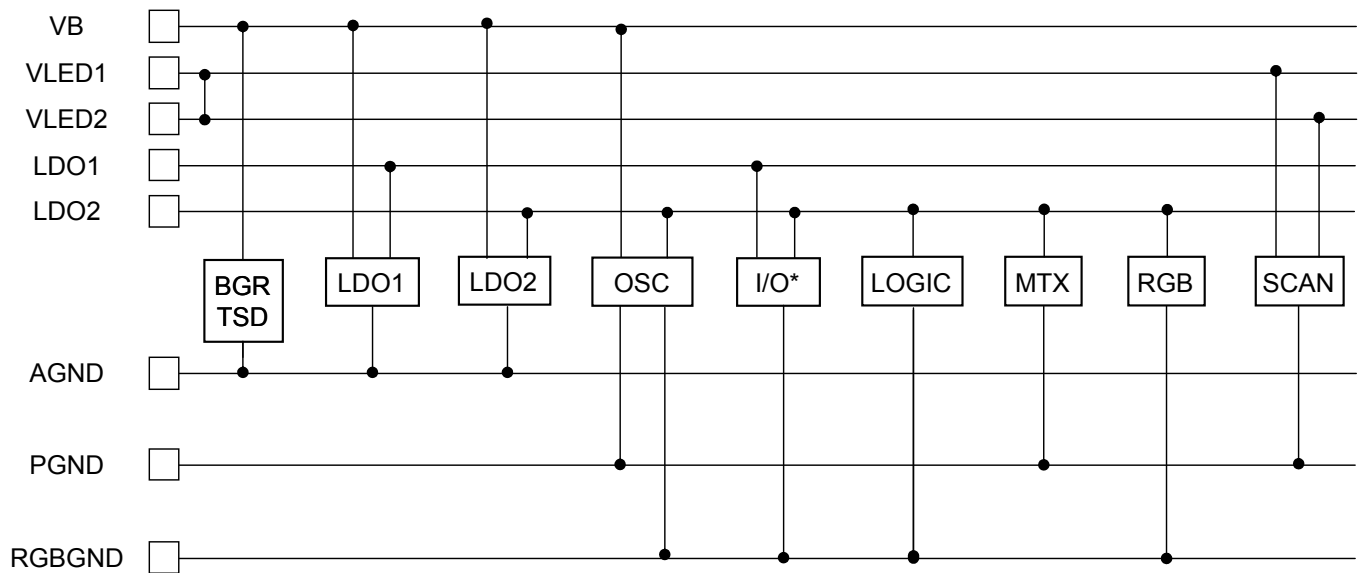 VB
VLED1
VLED2
LDO1
LDO2
BGR
TSD
LDO1
LDO2
OSC
I/O*
LOGIC
MTX
RGB
SCAN
AGND
PGND
RGBGND